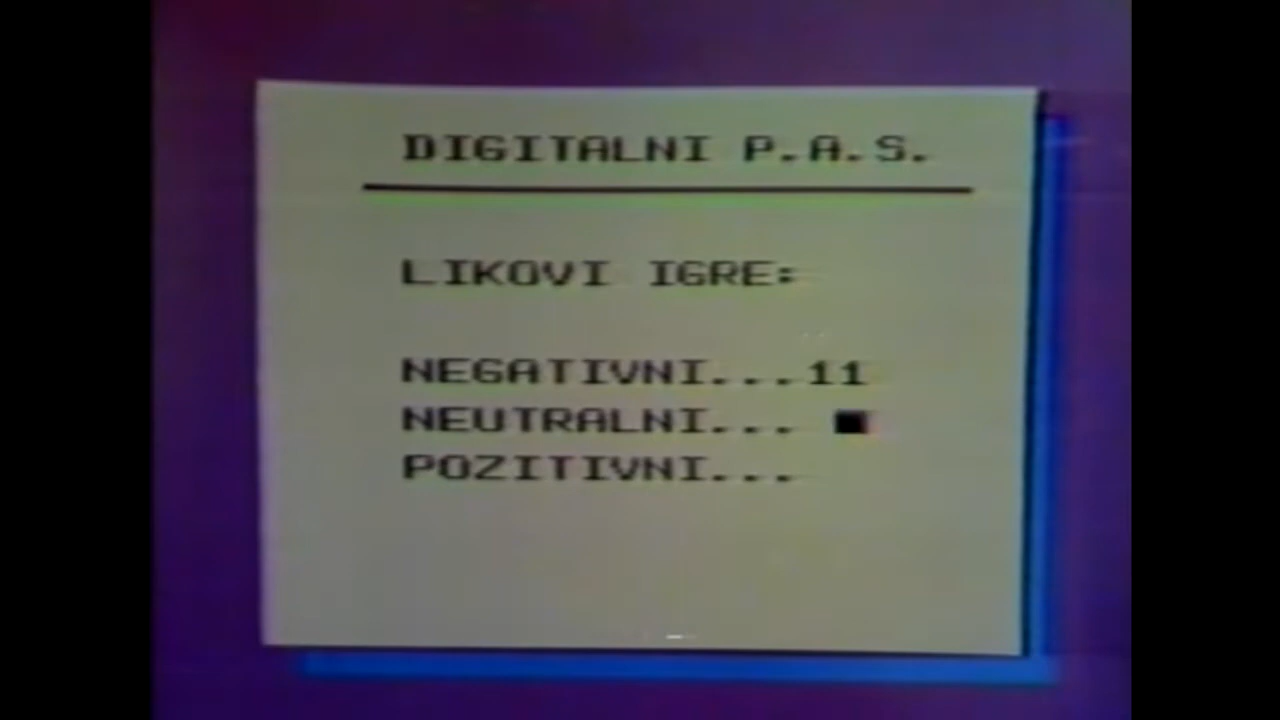 DIGITALNI P.A.S.
LIKOVI IGRE:
NEGATIVNI...11
NEUTRALNI...
POZITIVNI...